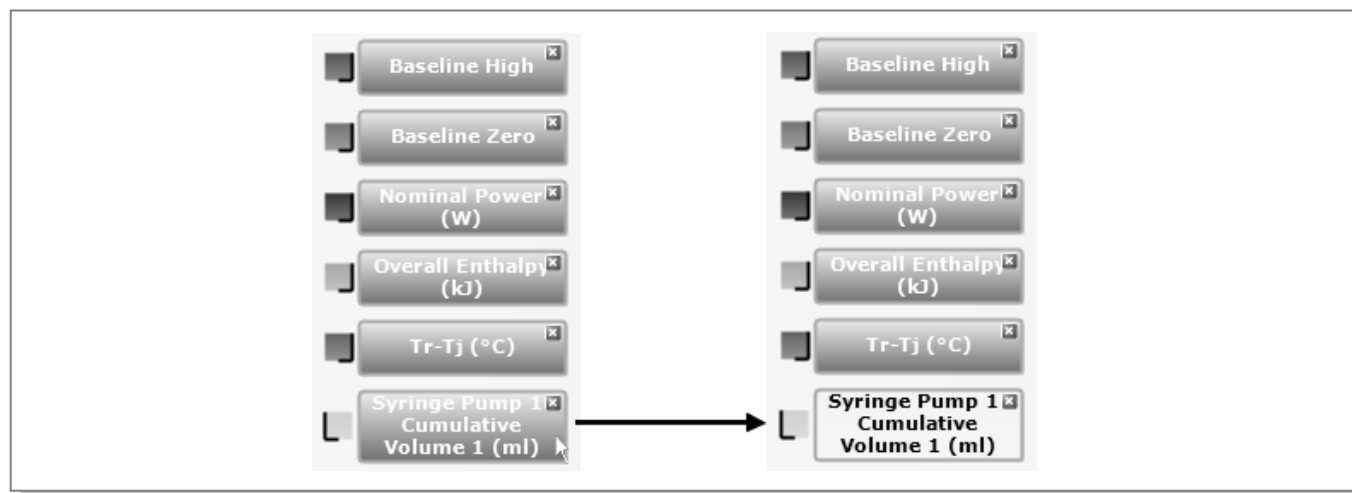 Baseline High
Baseline Zero
Nominal Power
(W)
Overall Enthalpy
(kJ)
Tr-Tj (°C)
Syringe Pump 1
Cumulative
Volume 1 (ml)
Baseline High
Baseline Zero
Nominal Power
(W)
Overall Enthalpy
(kJ)
Tr-Tj (°C)
Syringe Pump 1
Cumulative
Volume 1 (ml)